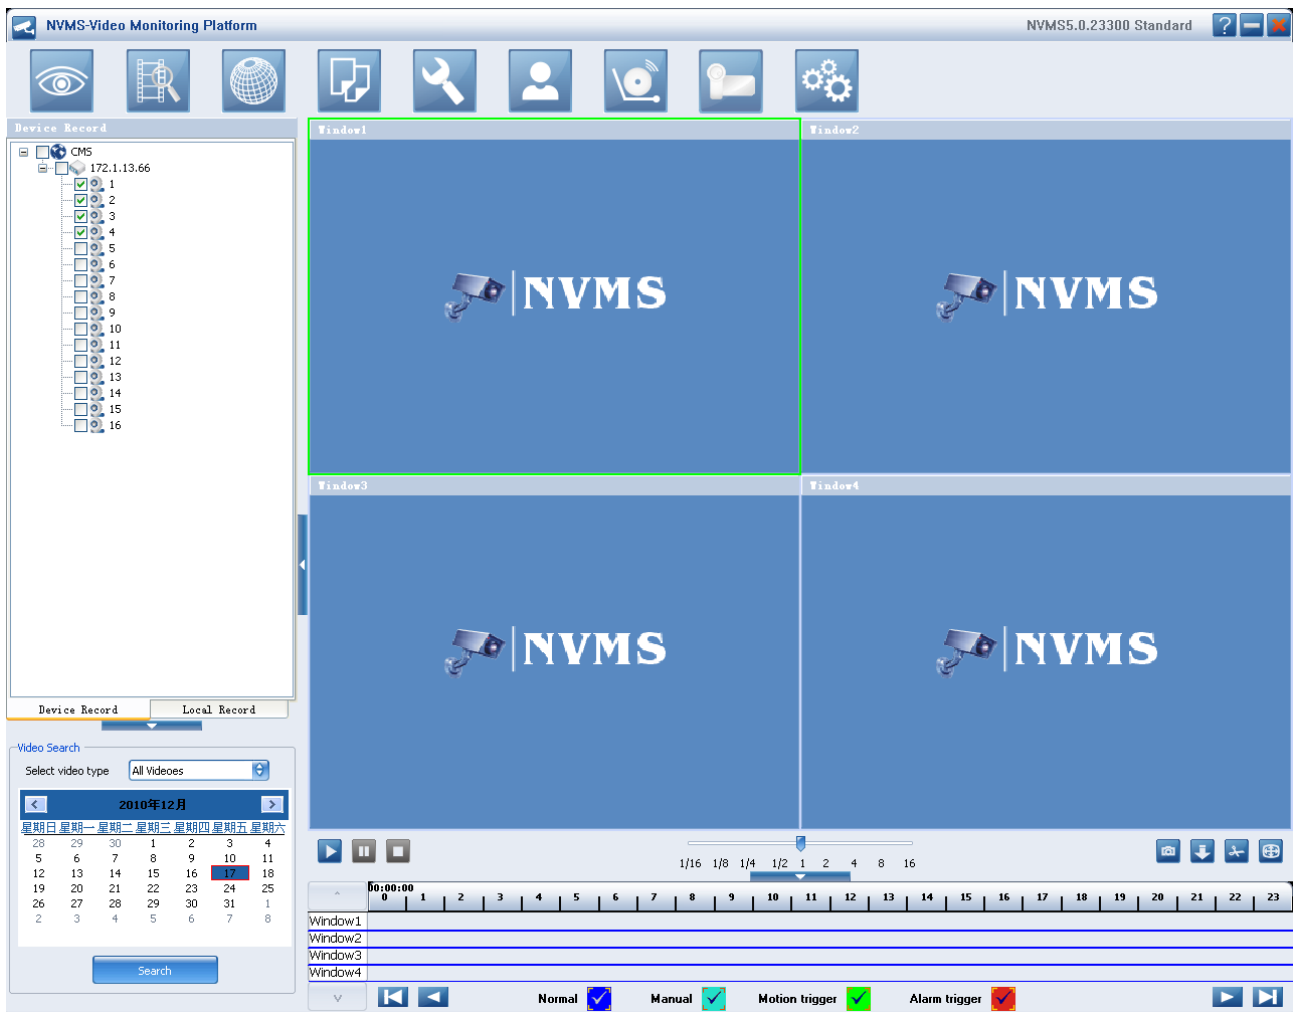 NVMS-Video Monitoring Platform
NVMS5.0.23300 Standard
?
Device Record
CMS
172.1.13.66
1
2
3
4
5
6
7
8
9
10
11
12
13
14
15
16
Device Record Local Record
Video Search
Select video type All Videoes
2010年12月
星期日 星期一 星期二 星期三 星期四 星期五 星期六
28 29 30 1 2 3 4
5 6 7 8 9 10 11
12 13 14 15 16 17 18
19 20 21 22 23 24 25
26 27 28 29 30 31 1
2 3 4 5 6 7 8
Search
Window1
NVMS
Window2
NVMS
Window3
NVMS
Window4
NVMS
1/16 1/8 1/4 1/2 1 2 4 8 16
00:00:00
0 1 2 3 4 5 6 7 8 9 10 11 12 13 14 15 16 17 18 19 20 21 22 23
Window1
Window2
Window3
Window4
Normal Manual Motion trigger Alarm trigger